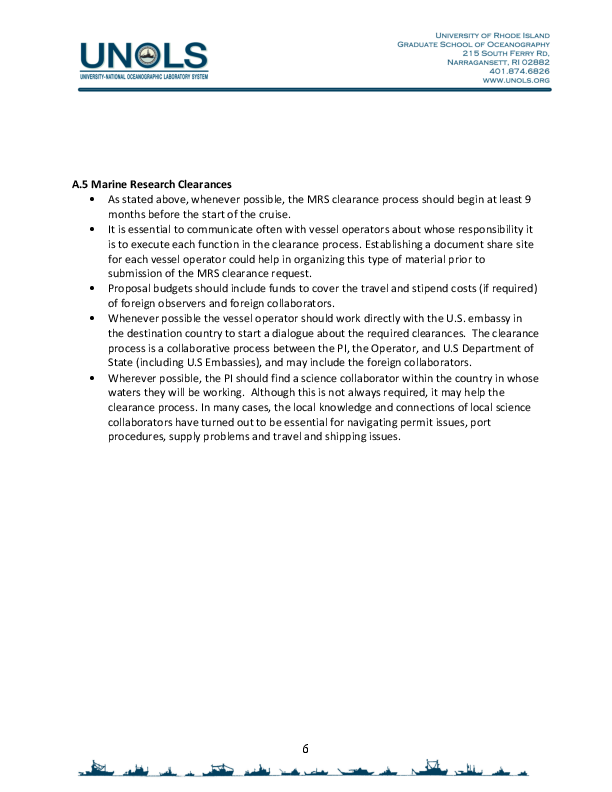 UNOLS
UNIVERSITY-NATIONAL OCEANOGRAPHIC LABORATORY SYSTEM
UNIVERSITY OF RHODE ISLAND
GRADUATE SCHOOL OF OCEANOGRAPHY
215 SOUTH FERRY RD,
NARRAGANSETT, RI 02882
401.874.6826
WWW.UNOLS.ORG
A.5 Marine Research Clearances
• As stated above, whenever possible, the MRS clearance process should begin at least 9
months before the start of the cruise.
• It is essential to communicate often with vessel operators about whose responsibility it
is to execute each function in the clearance process. Establishing a document share site
for each vessel operator could help in organizing this type of material prior to
submission of the MRS clearance request.
• Proposal budgets should include funds to cover the travel and stipend costs (if required)
of foreign observers and foreign collaborators.
• Whenever possible the vessel operator should work directly with the U.S. embassy in
the destination country to start a dialogue about the required clearances.  The clearance
process is a collaborative process between the PI, the Operator, and U.S Department of
State (including U.S Embassies), and may include the foreign collaborators.
• Wherever possible, the PI should find a science collaborator within the country in whose
waters they will be working.  Although this is not always required, it may help the
clearance process. In many cases, the local knowledge and connections of local science
collaborators have turned out to be essential for navigating permit issues, port
procedures, supply problems and travel and shipping issues.
6